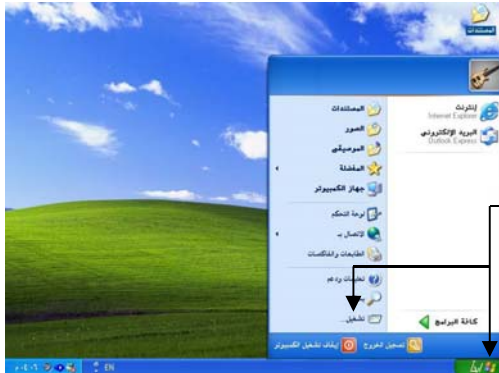 المستندات
إنترنت
Internet Explorer
البريد الإلكتروني
Outlook Express
كافة البرامج
المستندات
الصور
الموسيقى
المفضلة
جهاز الكمبيوتر
لوحة التحكم
الاتصال بـ
الطابعات والفاكسات
تعليمات ودعم
تشغيل...
تسجيل الخروج
إيقاف تشغيل الكمبيوتر
ابدأ
EN